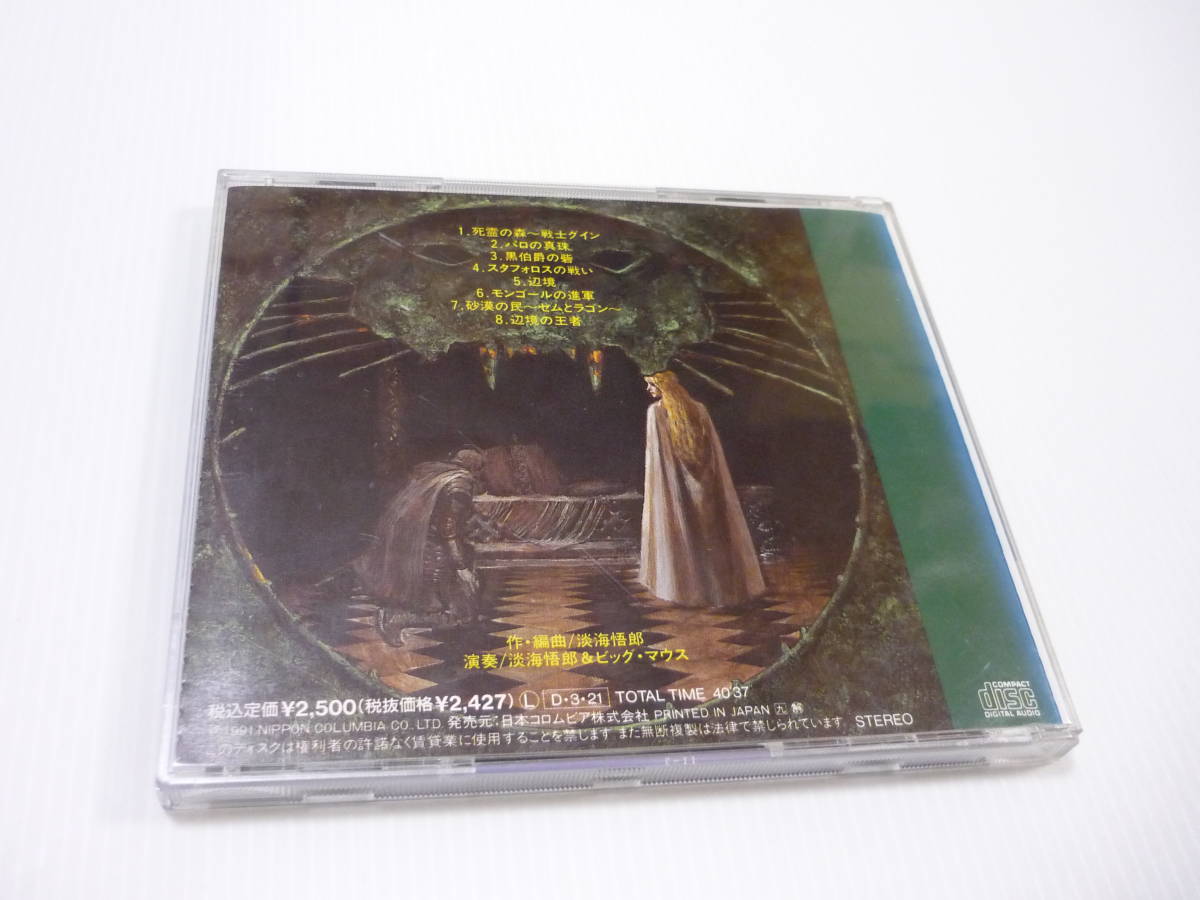 1.死霊の森〜戦士グイン
2.パロの真珠
3.黒伯爵の砦
4.スタフォロスの戦い
5.辺境
6.モンゴールの進軍
7.砂漠の民〜セムとラゴン〜
8.辺境の王者
作・編曲/淡海悟郎
演奏/淡海悟郎&ビッグ・マウス
税込定価¥2,500(税抜価格¥2,427) Ⓛ D・3・21 TOTAL TIME 40'37
℗1991.NIPPON COLUMBIA CO., LTD. 発売元:日本コロムビア株式会社 PRINTED IN JAPAN 九 解
このディスクは権利者の許諾なく賃貸業に使用することを禁じます また無断複製は法律で禁じられています. STEREO
COMPACT
disc
DIGITAL AUDIO